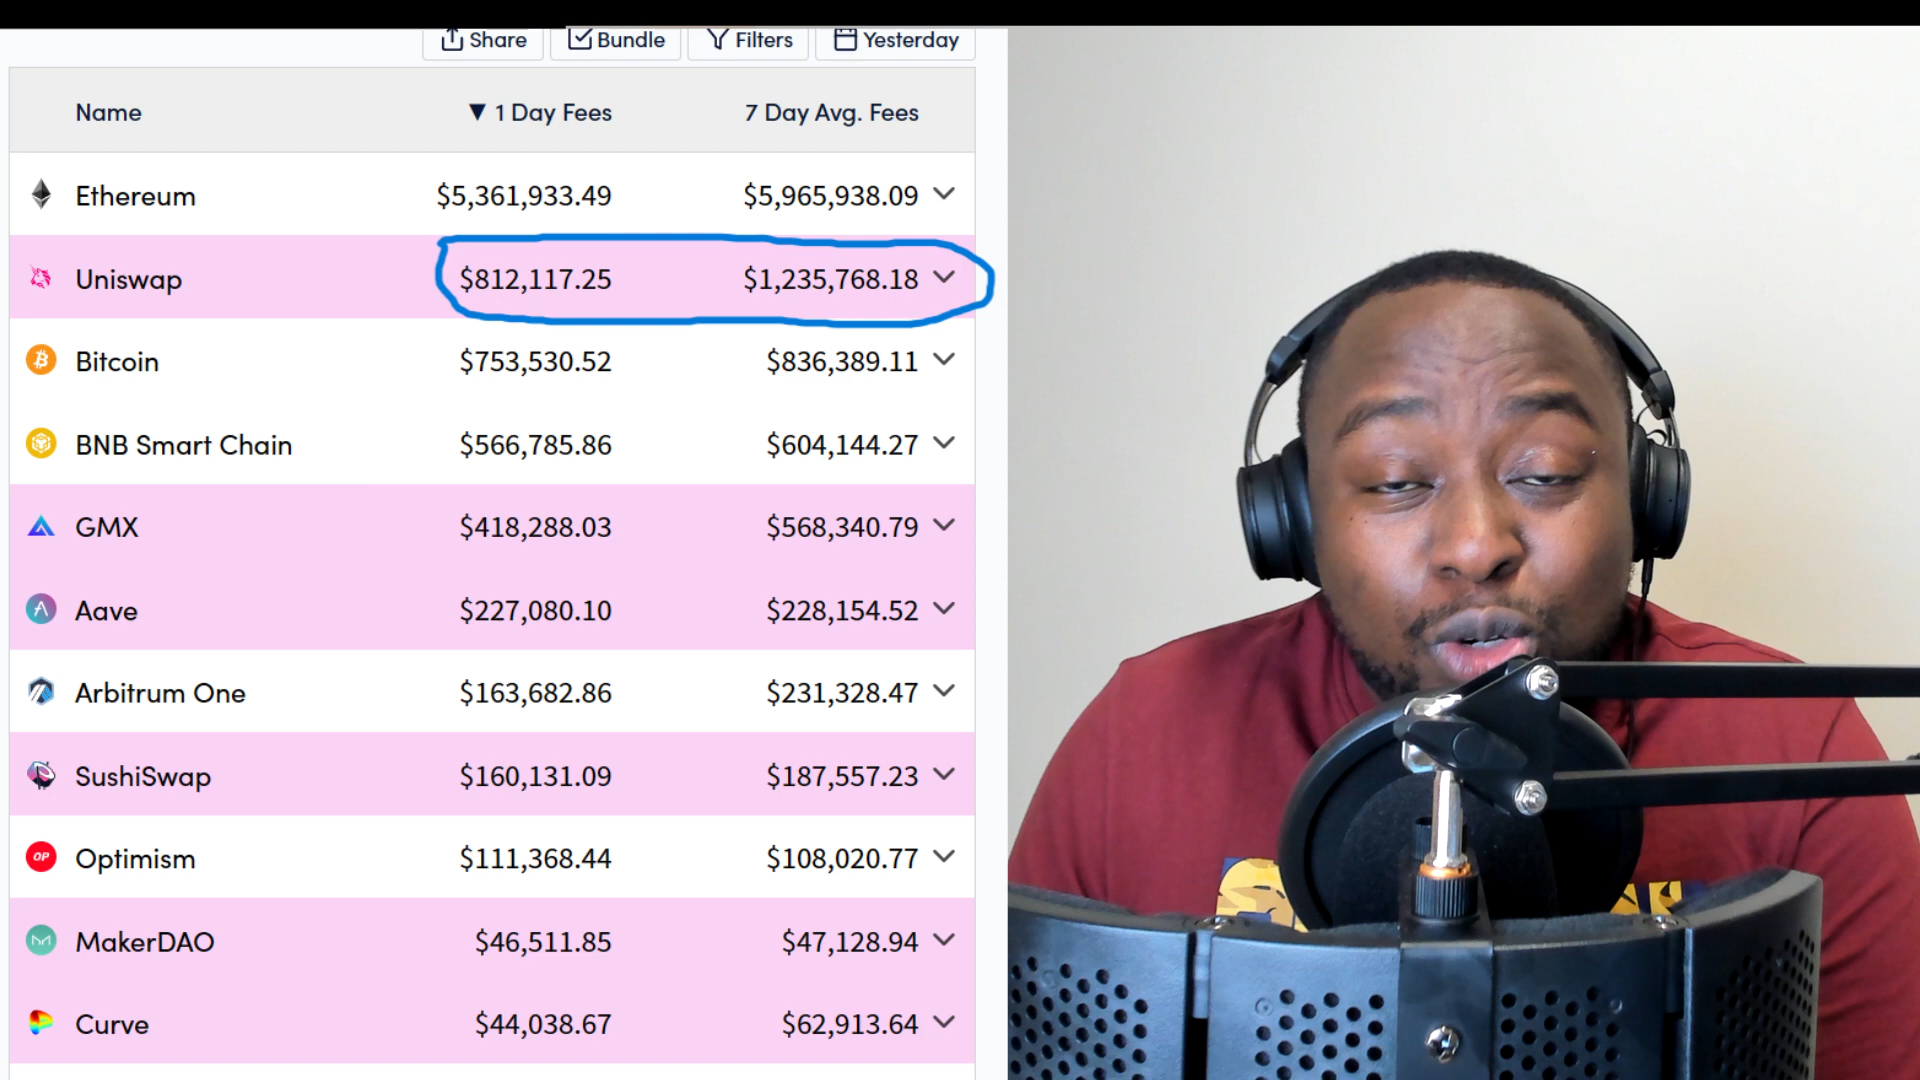 Share Bundle Filters Yesterday
Name 1 Day Fees 7 Day Avg. Fees
Ethereum $5,361,933.49 $5,965,938.09
Uniswap $812,117.25 $1,235,768.18
Bitcoin $753,530.52 $836,389.11
BNB Smart Chain $566,785.86 $604,144.27
GMX $418,288.03 $568,340.79
Aave $227,080.10 $228,154.52
Arbitrum One $163,682.86 $231,328.47
SushiSwap $160,131.09 $187,557.23
OP Optimism $111,368.44 $108,020.77
MakerDAO $46,511.85 $47,128.94
Curve $44,038.67 $62,913.64